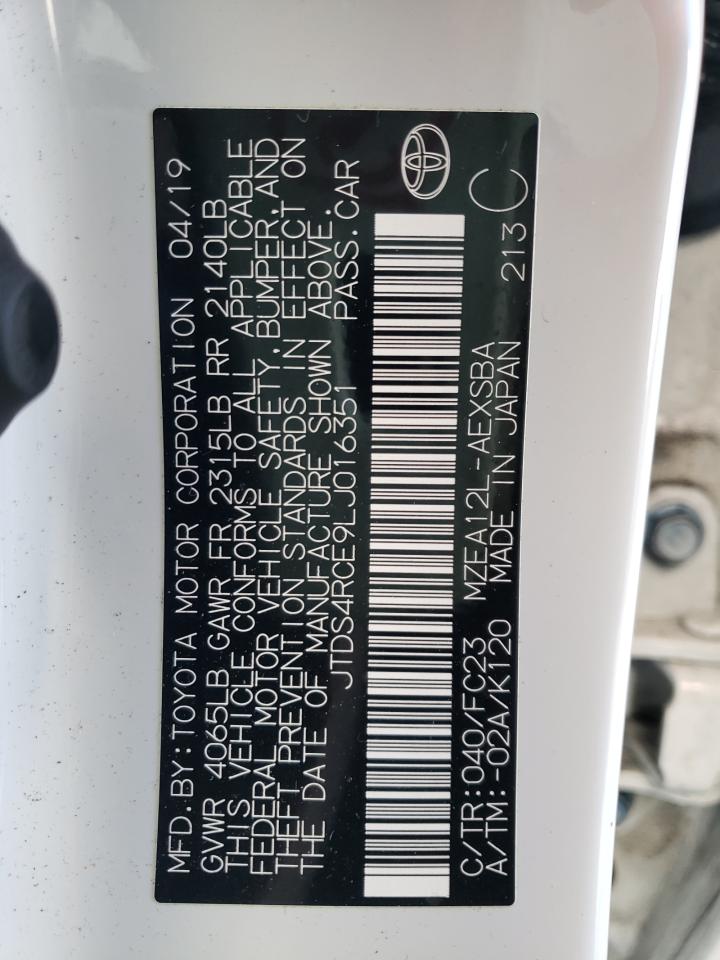 MFD.BY:TOYOTA MOTOR CORPORATION 04/19
GVWR 4065LB GAWR FR 2315LB RR 2140LB
THIS VEHICLE CONFORMS TO ALL APPLICABLE
FEDERAL MOTOR VEHICLE SAFETY,BUMPER,AND
THEFT PREVENTION STANDARDS IN EFFECT ON
THE DATE OF MANUFACTURE SHOWN ABOVE.
JTDS4RCE9LJ016351 PASS.CAR
C/TR:040/FC23 MZEA12L-AEXSBA
A/TM:-02A/K120 MADE IN JAPAN 213 C